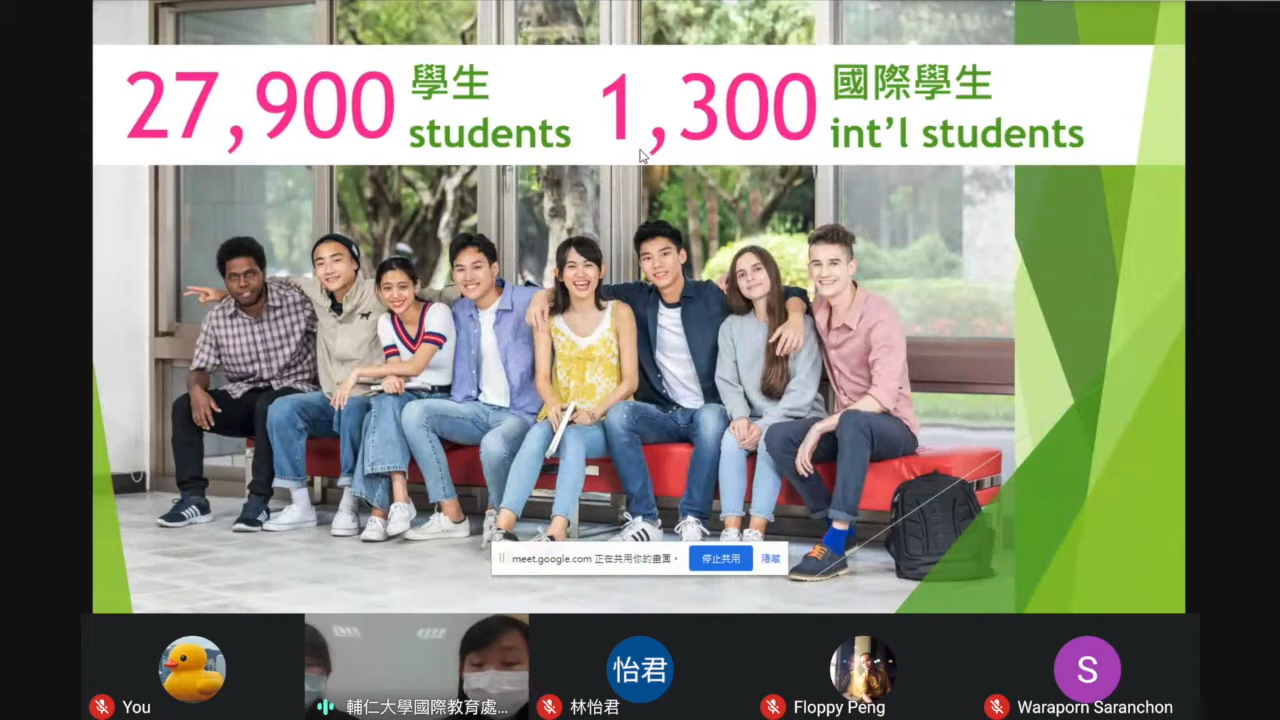 27,900 學生
students
1,300 國際學生
int'l students
meet.google.com 正在共用你的畫面。
停止共用
隱藏
怡君
S
You
輔仁大學國際教育處...
林怡君
Floppy Peng
Waraporn Saranchon